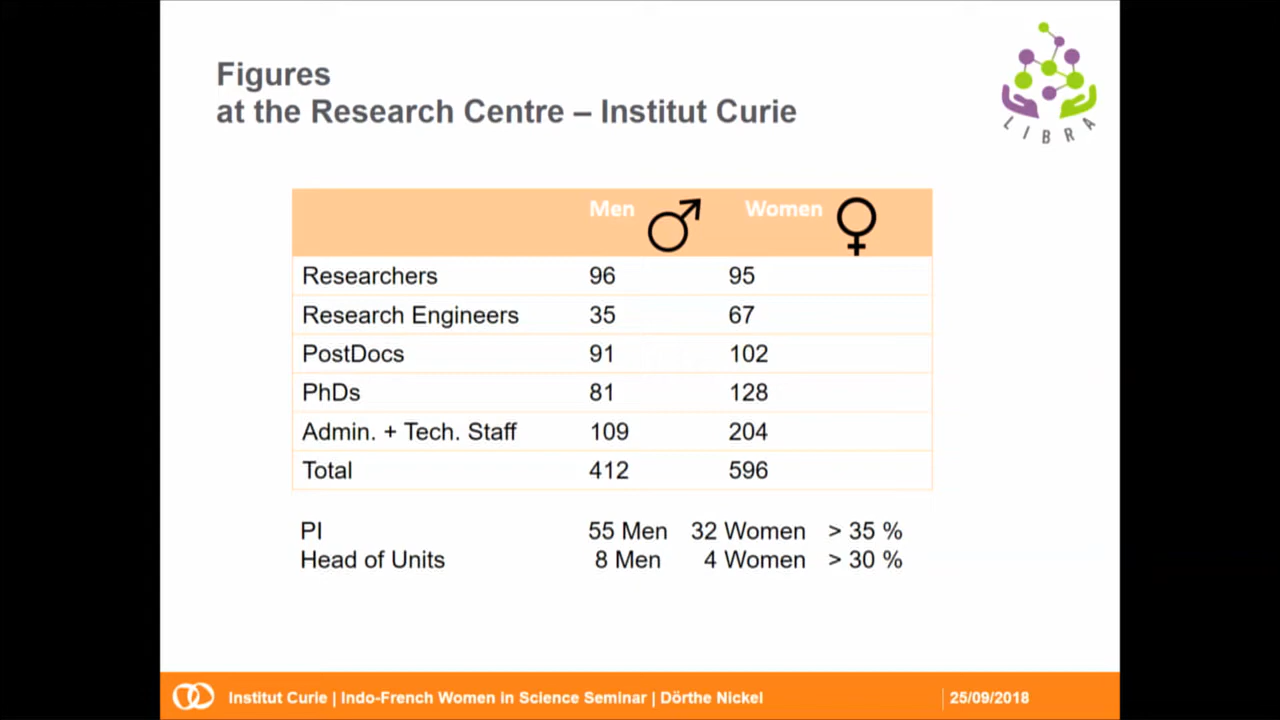 Figures
at the Research Centre – Institut Curie
LIBRA
Men Women
Researchers 96 95
Research Engineers 35 67
PostDocs 91 102
PhDs 81 128
Admin. + Tech. Staff 109 204
Total 412 596
PI 55 Men 32 Women > 35 %
Head of Units 8 Men 4 Women > 30 %
Institut Curie | Indo-French Women in Science Seminar | Dörthe Nickel 25/09/2018